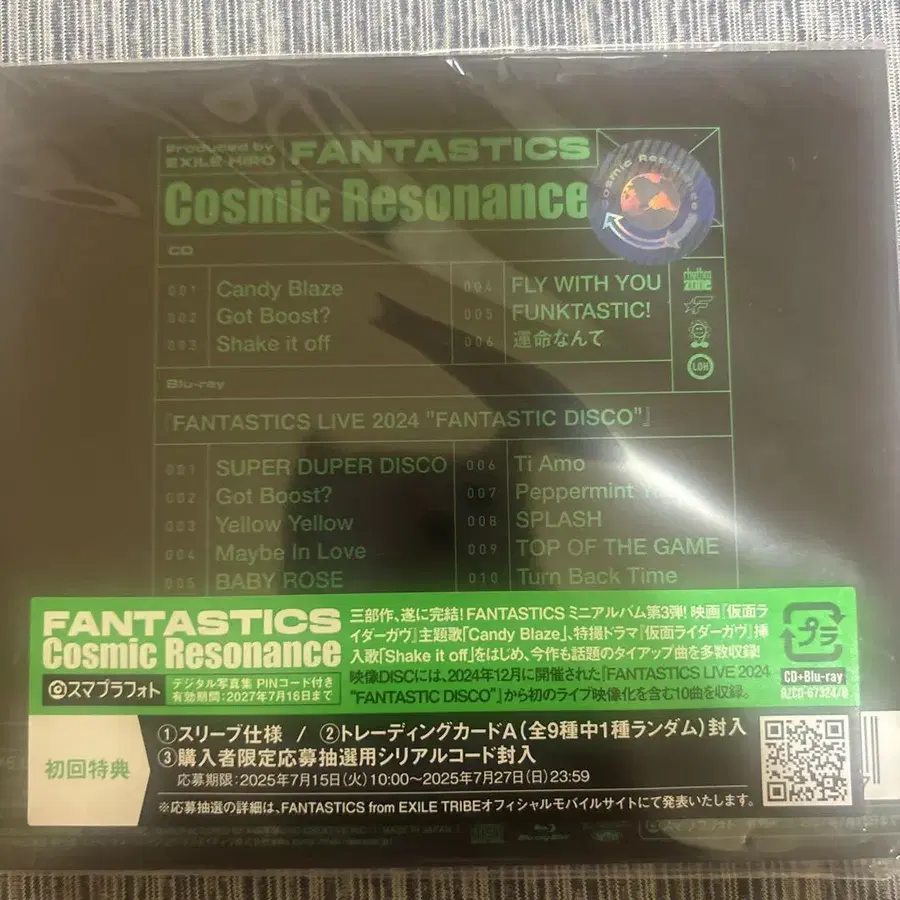 Produced by
EXILE HIRO
FANTASTICS
Cosmic Resonance
Cosmic Resonance
CD
001 Candy Blaze
002 Got Boost?
003 Shake it off
004 FLY WITH YOU
005 FUNKTASTIC!
006 運命なんて
rhythm
zone
LDH
Blu-ray
『FANTASTICS LIVE 2024 "FANTASTIC DISCO"』
001 SUPER DUPER DISCO
002 Got Boost?
003 Yellow Yellow
004 Maybe In Love
005 BABY ROSE
006 Ti Amo
007 Peppermint
008 SPLASH
009 TOP OF THE GAME
010 Turn Back Time
FANTASTICS
Cosmic Resonance
スマプラフォト
デジタル写真集 PINコード付き
有効期間:2027年7月16日まで
三部作、遂に完結!FANTASTICS ミニアルバム第3弾! 映画『仮面ラ
イダーガヴ』主題歌「Candy Blaze」、特撮ドラマ『仮面ライダーガヴ』挿
入歌「Shake it off」をはじめ、今作も話題のタイアップ曲を多数収録!
映像DISCには、2024年12月に開催された『FANTASTICS LIVE 2024
"FANTASTIC DISCO"』から初のライブ映像化を含む10曲を収録。
プラ
CD+Blu-ray
初回特典
①スリーブ仕様 / ②トレーディングカードA(全9種中1種ランダム)封入
③購入者限定応募抽選用シリアルコード封入
応募期限:2025年7月15日(火)10:00~2025年7月27日(日)23:59
※応募抽選の詳細は、FANTASTICS from EXILE TRIBEオフィシャルモバイルサイトにて発表いたします。
スマプラフォト